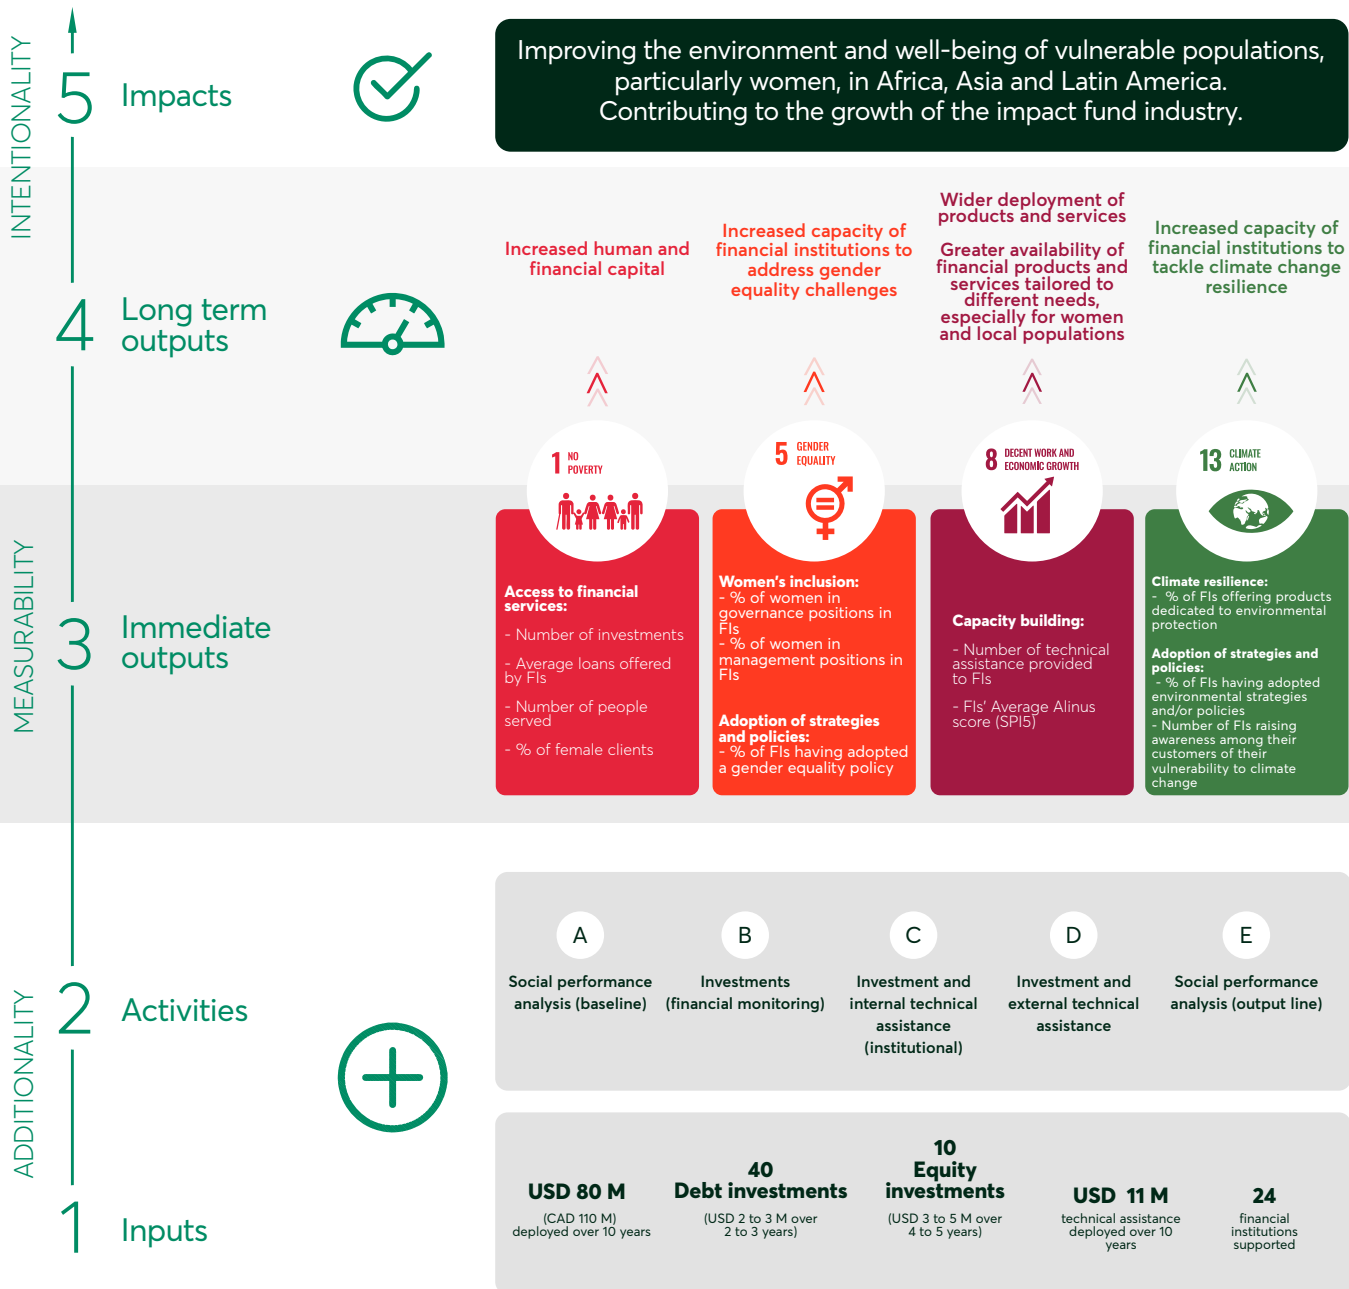 INTENTIONALITY
5 Impacts
Improving the environment and well-being of vulnerable populations,
particularly women, in Africa, Asia and Latin America.
Contributing to the growth of the impact fund industry.
4 Long term
outputs
Increased human and
financial capital
Increased capacity of
financial institutions to
address gender
equality challenges
Wider deployment of
products and services
Greater availability of
financial products and
services tailored to
different needs,
especially for women
and local populations
Increased capacity of
financial institutions to
tackle climate change
resilience
MEASURABILITY
3 Immediate
outputs
1 NO
POVERTY
Access to financial
services:
- Number of investments
- Average loans offered
by FIs
- Number of people
served
- % of female clients
5 GENDER
EQUALITY
Women's inclusion:
- % of women in
governance positions in
FIs
- % of women in
management positions in
FIs
Adoption of strategies
and policies:
- % of FIs having adopted
a gender equality policy
8 DECENT WORK AND
ECONOMIC GROWTH
Capacity building:
- Number of technical
assistance provided
to FIs
- FIs' Average Alinus
score (SPI5)
13 CLIMATE
ACTION
Climate resilience:
- % of FIs offering products
dedicated to environmental
protection
Adoption of strategies and
policies:
- % of FIs having adopted
environmental strategies
and/or policies
- Number of FIs raising
awareness among their
customers of their
vulnerability to climate
change
ADDITIONALITY
2 Activities
A
Social performance
analysis (baseline)
B
Investments
(financial monitoring)
C
Investment and
internal technical
assistance
(institutional)
D
Investment and
external technical
assistance
E
Social performance
analysis (output line)
1 Inputs
USD 80 M
(CAD 110 M)
deployed over 10 years
40
Debt investments
(USD 2 to 3 M over
2 to 3 years)
10
Equity
investments
(USD 3 to 5 M over
4 to 5 years)
USD 11 M
technical assistance
deployed over 10
years
24
financial
institutions
supported